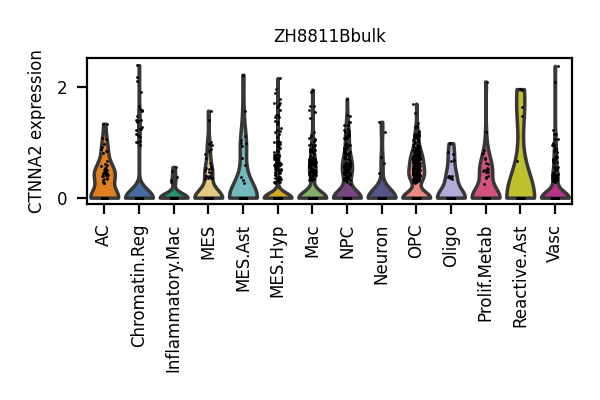 ZH8811Bbulk
CTNNA2 expression
2
0
AC
Chromatin.Reg
Inflammatory.Mac
MES
MES.Ast
MES.Hyp
Mac
NPC
Neuron
OPC
Oligo
Prolif.Metab
Reactive.Ast
Vasc